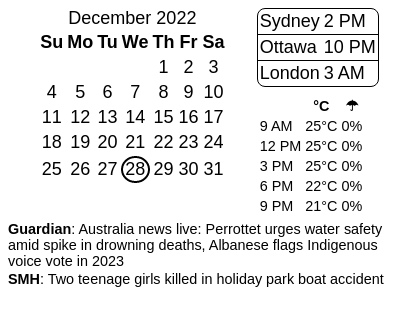 December 2022
Su Mo Tu We Th Fr Sa
1 2 3
4 5 6 7 8 9 10
11 12 13 14 15 16 17
18 19 20 21 22 23 24
25 26 27 28 29 30 31
Sydney 2 PM
Ottawa 10 PM
London 3 AM
°C ☂
9 AM 25°C 0%
12 PM 25°C 0%
3 PM 25°C 0%
6 PM 22°C 0%
9 PM 21°C 0%
Guardian: Australia news live: Perrottet urges water safety
amid spike in drowning deaths, Albanese flags Indigenous
voice vote in 2023
SMH: Two teenage girls killed in holiday park boat accident